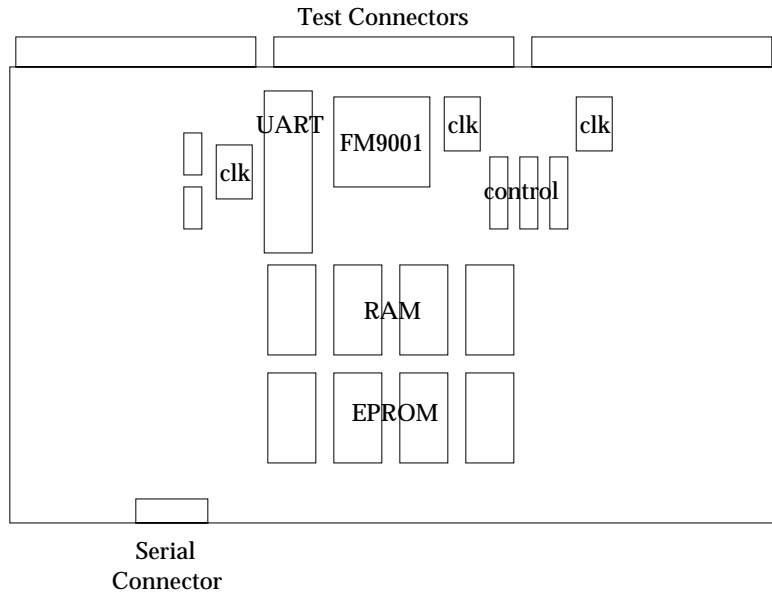 Test Connectors
UART
FM9001
clk
clk
clk
control
RAM
EPROM
Serial
Connector